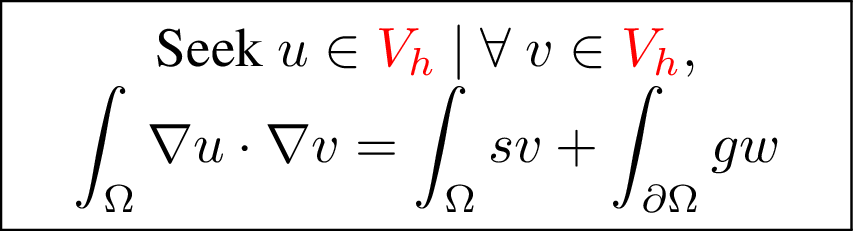 Seek u ∈ V_h | ∀ v ∈ V_h,
∫_Ω ∇u · ∇v = ∫_Ω sv + ∫_∂Ω gw